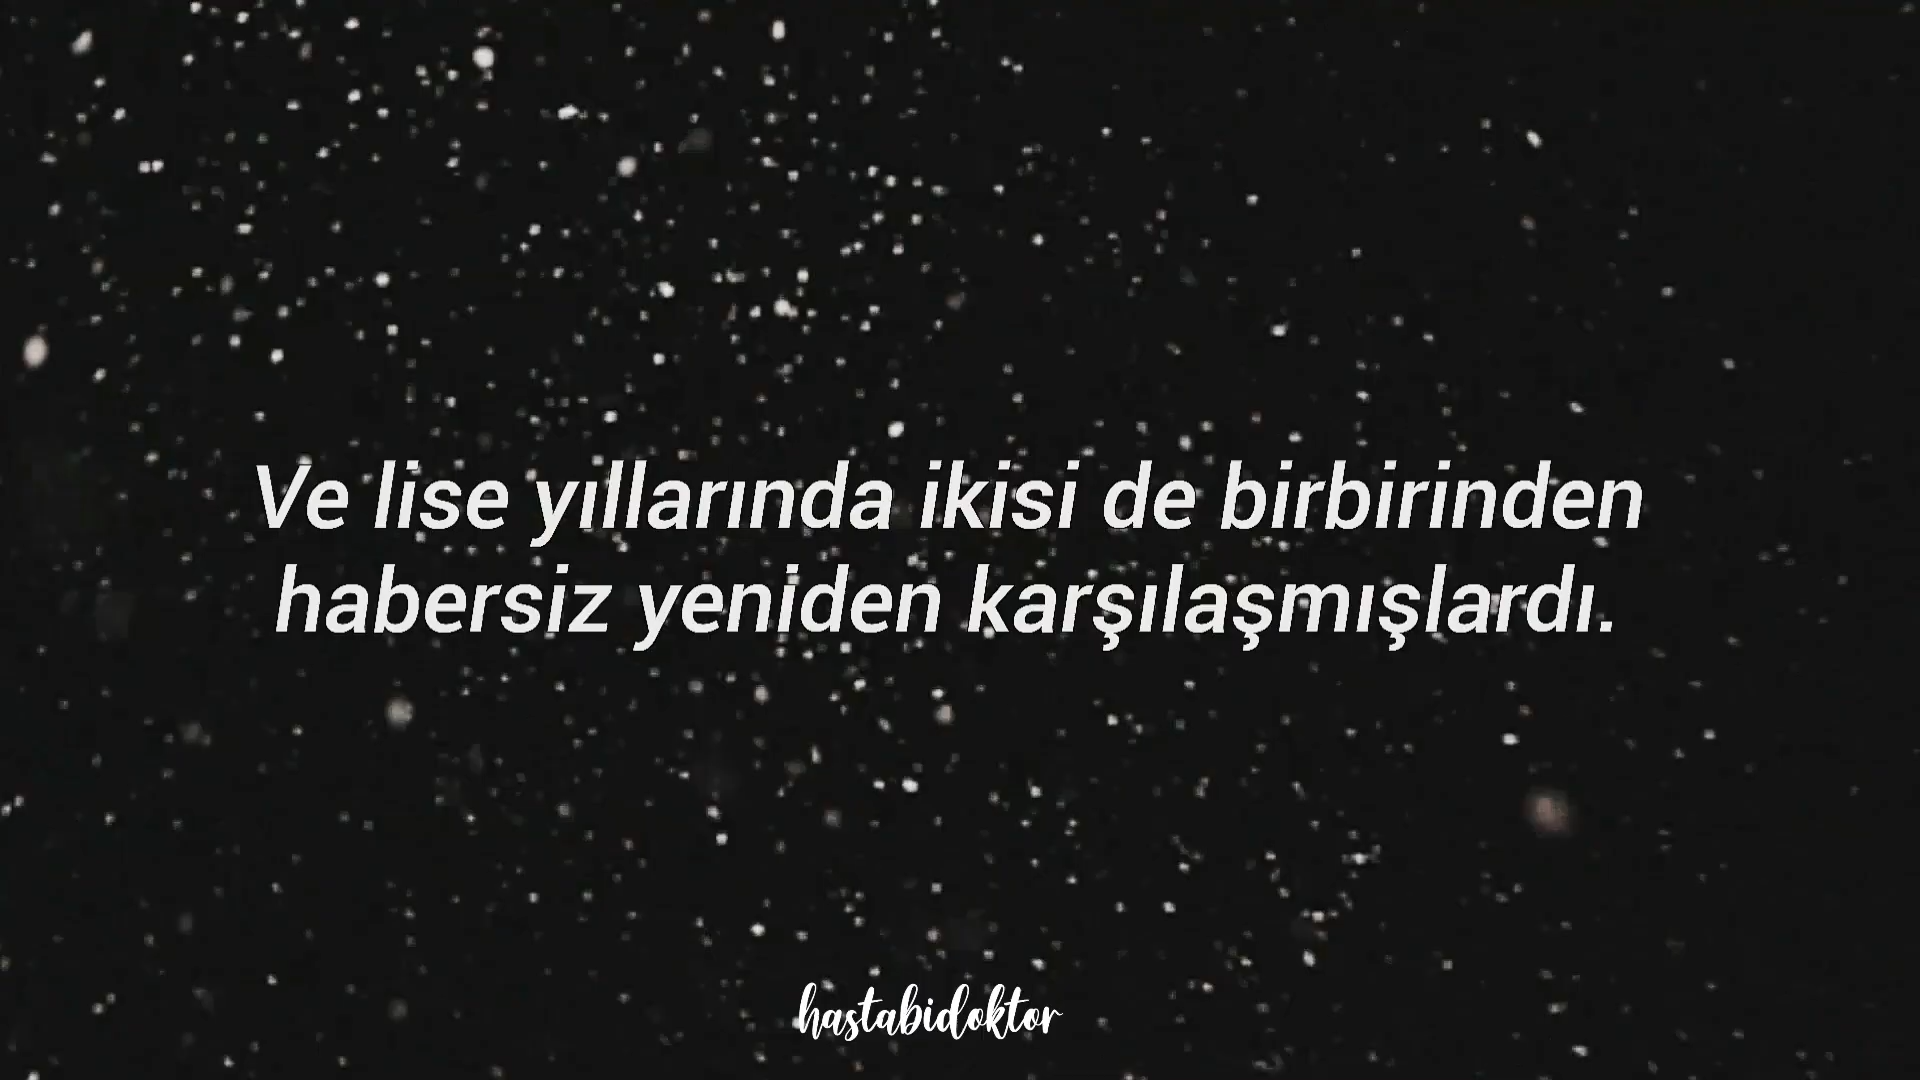 Ve lise yıllarında ikisi de birbirinden
habersiz yeniden karşılaşmışlardı.
hastabidoktor